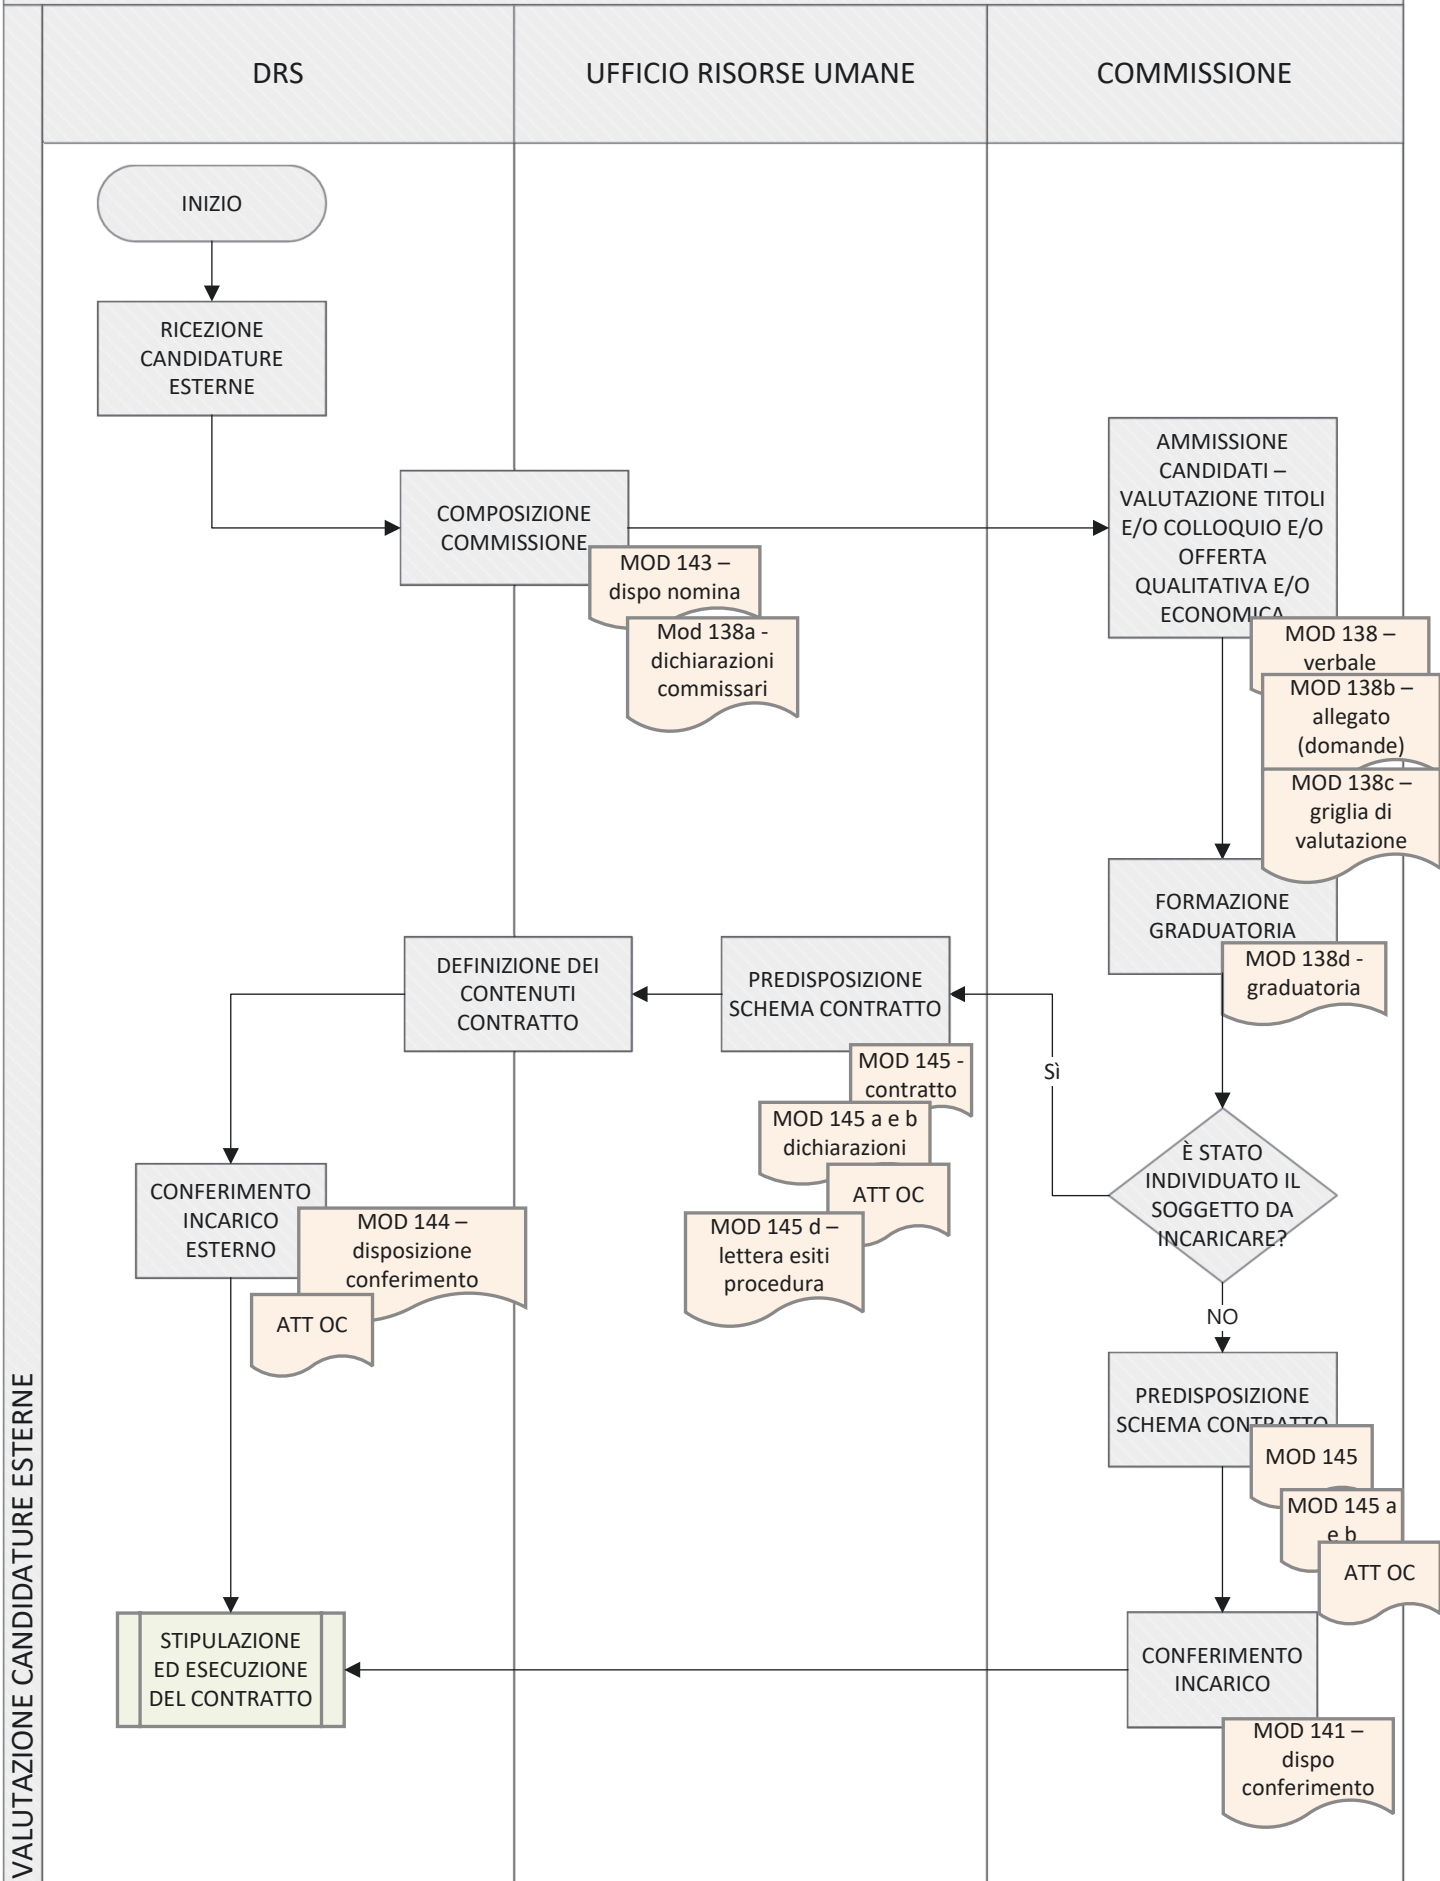 DRS
UFFICIO RISORSE UMANE
COMMISSIONE
VALUTAZIONE CANDIDATURE ESTERNE
INIZIO
RICEZIONE
CANDIDATURE
ESTERNE
COMPOSIZIONE
COMMISSIONE
MOD 143 –
dispo nomina
Mod 138a -
dichiarazioni
commissari
AMMISSIONE
CANDIDATI –
VALUTAZIONE TITOLI
E/O COLLOQUIO E/O
OFFERTA
QUALITATIVA E/O
ECONOMICA
MOD 138 –
verbale
MOD 138b –
allegato
(domande)
MOD 138c –
griglia di
valutazione
FORMAZIONE
GRADUATORIA
MOD 138d -
graduatoria
DEFINIZIONE DEI
CONTENUTI
CONTRATTO
PREDISPOSIZIONE
SCHEMA CONTRATTO
MOD 145 -
contratto
MOD 145 a e b
dichiarazioni
ATT OC
MOD 145 d –
lettera esiti
procedura
Sì
È STATO
INDIVIDUATO IL
SOGGETTO DA
INCARICARE?
NO
CONFERIMENTO
INCARICO
ESTERNO
MOD 144 –
disposizione
conferimento
ATT OC
PREDISPOSIZIONE
SCHEMA CONTRATTO
MOD 145
MOD 145 a
e b
ATT OC
STIPULAZIONE
ED ESECUZIONE
DEL CONTRATTO
CONFERIMENTO
INCARICO
MOD 141 –
dispo
conferimento